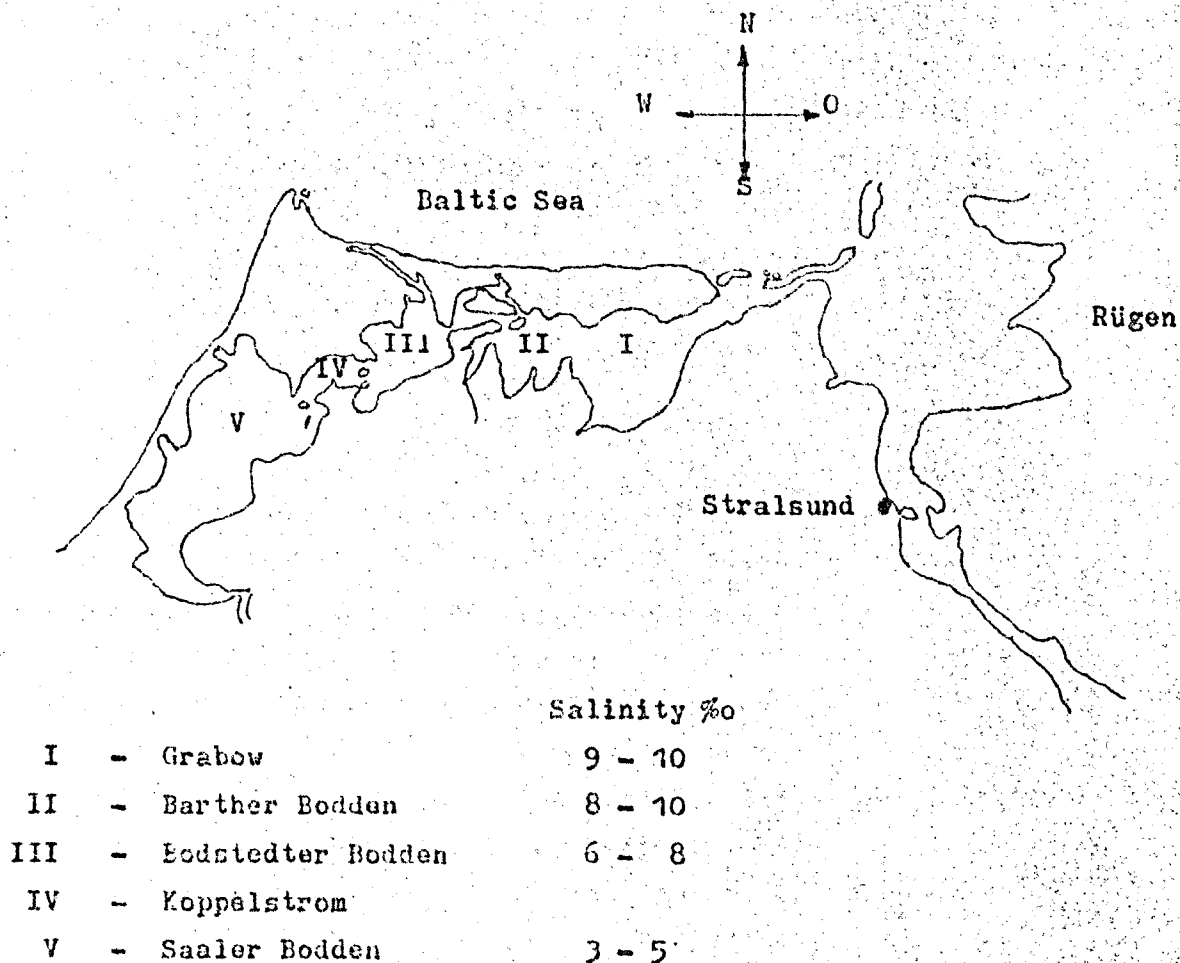 N
W O
S
Baltic Sea
Rügen
III
II
I
IV
V
Stralsund
Salinity %o
I - Grabow 9 - 10
II - Barther Bodden 8 - 10
III - Bodstedter Bodden 6 - 8
IV - Koppelstrom
V - Saaler Bodden 3 - 5